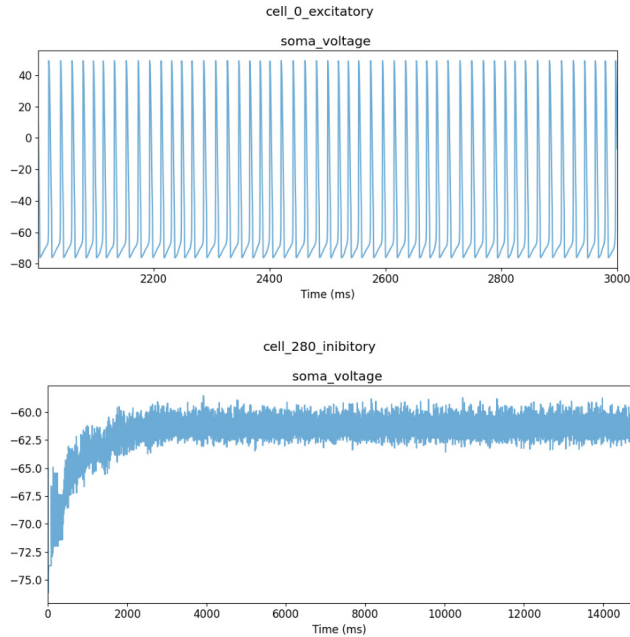 cell_0_excitatory
soma_voltage
40
20
0
−20
−40
−60
−80
2200 2400 2600 2800 3000
Time (ms)
cell_280_inibitory
soma_voltage
−60.0
−62.5
−65.0
−67.5
−70.0
−72.5
−75.0
0 2000 4000 6000 8000 10000 12000 14000
Time (ms)